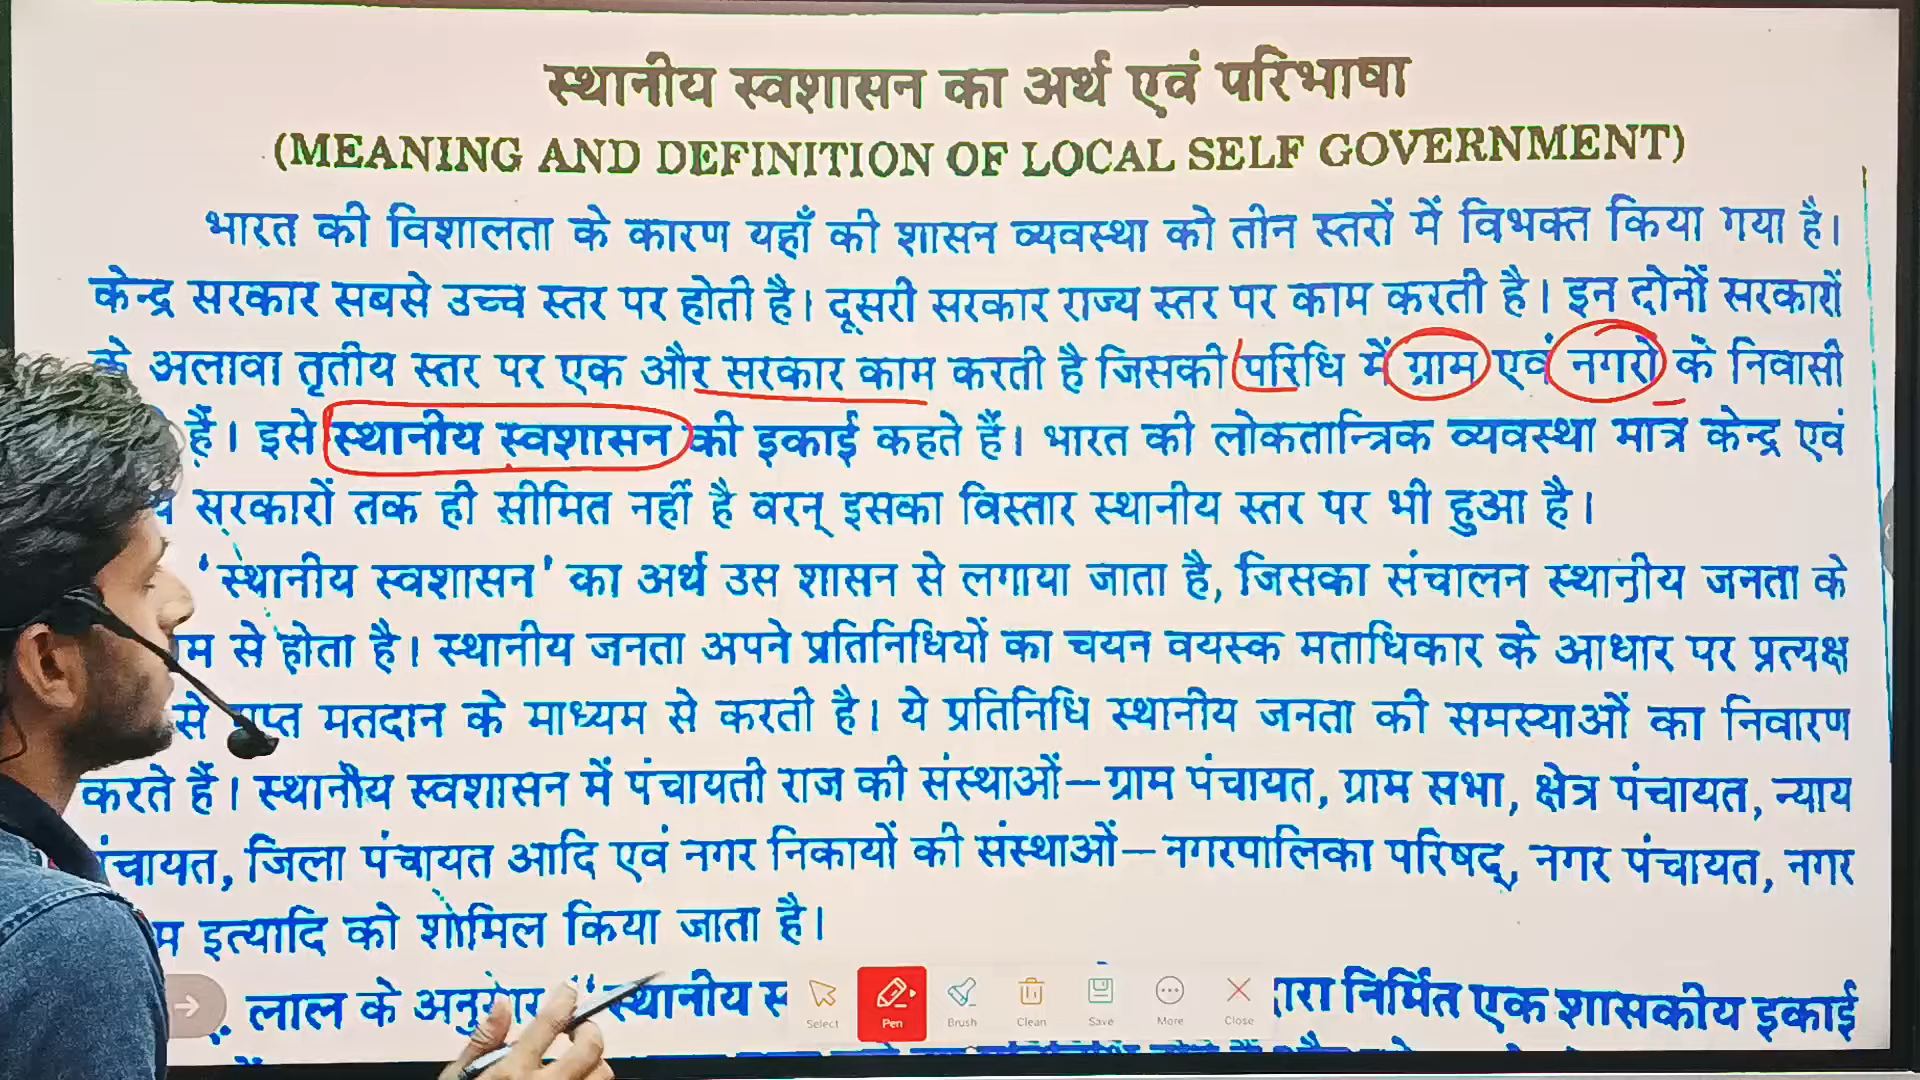 स्थानीय स्वशासन का अर्थ एवं परिभाषा
(MEANING AND DEFINITION OF LOCAL SELF GOVERNMENT)
भारत की विशालता के कारण यहाँ की शासन व्यवस्था को तीन स्तरों में विभक्त किया गया है।
केन्द्र सरकार सबसे उच्च स्तर पर होती है। दूसरी सरकार राज्य स्तर पर काम करती है। इन दोनों सरकारों
के अलावा तृतीय स्तर पर एक और सरकार काम करती है जिसकी परिधि में ग्राम एवं नगरों के निवासी
हैं। इसे स्थानीय स्वशासन की इकाई कहते हैं। भारत की लोकतान्त्रिक व्यवस्था मात्र केन्द्र एवं
सरकारों तक ही सीमित नहीं है वरन् इसका विस्तार स्थानीय स्तर पर भी हुआ है।
'स्थानीय स्वशासन' का अर्थ उस शासन से लगाया जाता है, जिसका संचालन स्थानीय जनता के
से होता है। स्थानीय जनता अपने प्रतिनिधियों का चयन वयस्क मताधिकार के आधार पर प्रत्यक्ष
से मतदान के माध्यम से करती है। ये प्रतिनिधि स्थानीय जनता की समस्याओं का निवारण
करते हैं। स्थानीय स्वशासन में पंचायती राज की संस्थाओं—ग्राम पंचायत, ग्राम सभा, क्षेत्र पंचायत, न्याय
पंचायत, जिला पंचायत आदि एवं नगर निकायों की संस्थाओं—नगरपालिका परिषद्, नगर पंचायत, नगर
इत्यादि को शामिल किया जाता है।
लाल के अनुसार "स्थानीय निर्मित एक शासकीय इकाई
Select Pen Brush Clean Save More Close